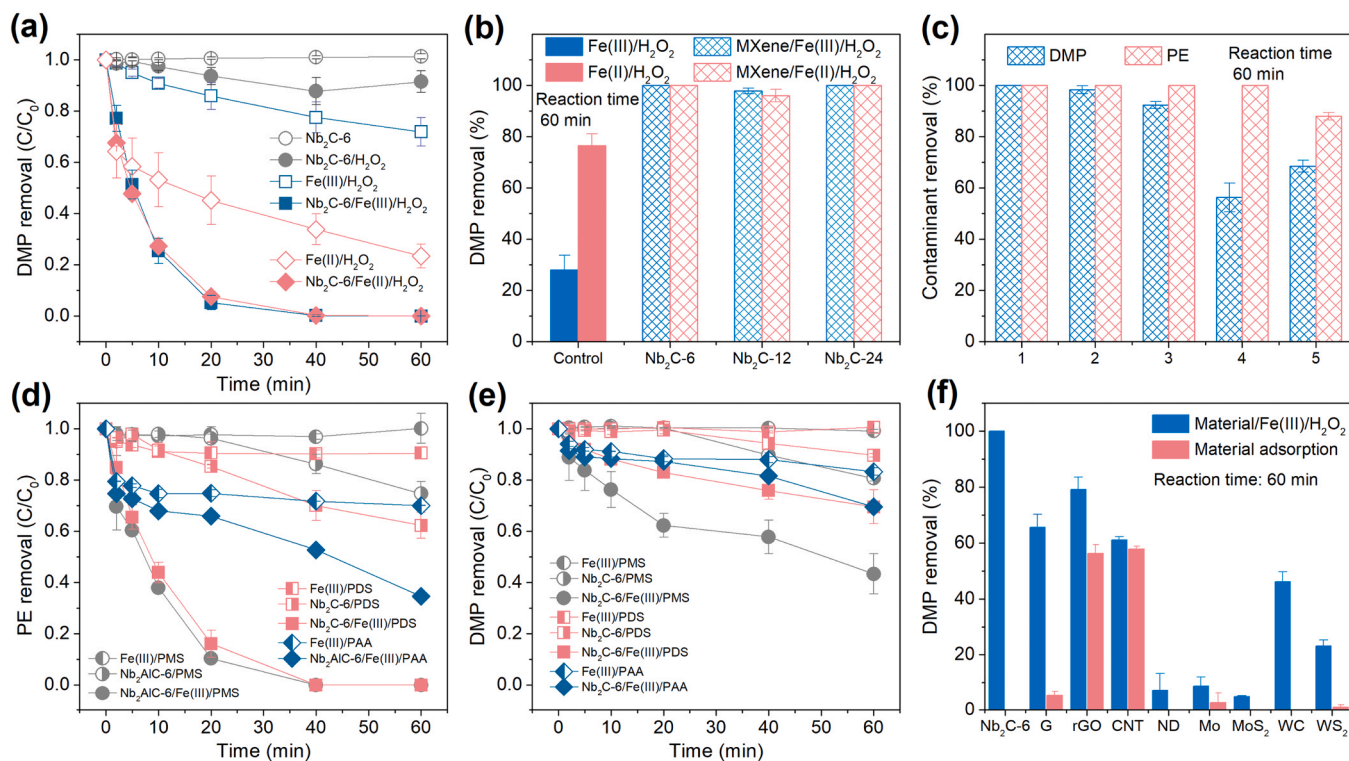 (a)
1.0
0.8
0.6
0.4
0.2
0.0
DMP removal (C/C₀)
Nb₂C-6
Nb₂C-6/H₂O₂
Fe(III)/H₂O₂
Nb₂C-6/Fe(III)/H₂O₂
Fe(II)/H₂O₂
Nb₂C-6/Fe(II)/H₂O₂
0 10 20 30 40 50 60
Time (min)
(b)
140
120
100
80
60
40
20
0
DMP removal (%)
Fe(III)/H₂O₂ MXene/Fe(III)/H₂O₂
Fe(II)/H₂O₂ MXene/Fe(II)/H₂O₂
Reaction time
60 min
Control Nb₂C-6 Nb₂C-12 Nb₂C-24
(c)
120
100
80
60
40
20
0
Contaminant removal (%)
DMP PE Reaction time
60 min
1 2 3 4 5
(d)
1.0
0.8
0.6
0.4
0.2
0.0
PE removal (C/C₀)
Fe(III)/PDS
Nb₂C-6/PDS
Nb₂C-6/Fe(III)/PDS
Fe(III)/PAA
Nb₂AlC-6/Fe(III)/PAA
Fe(III)/PMS
Nb₂AlC-6/PMS
Nb₂AlC-6/Fe(III)/PMS
0 10 20 30 40 50 60
Time (min)
(e)
1.0
0.8
0.6
0.4
0.2
0.0
DMP removal (C/C₀)
Fe(III)/PMS
Nb₂C-6/PMS
Nb₂C-6/Fe(III)/PMS
Fe(III)/PDS
Nb₂C-6/PDS
Nb₂C-6/Fe(III)/PDS
Fe(III)/PAA
Nb₂C-6/Fe(III)/PAA
0 10 20 30 40 50 60
Time (min)
(f)
100
80
60
40
20
0
DMP removal (%)
Material/Fe(III)/H₂O₂
Material adsorption
Reaction time: 60 min
Nb₂C-6 G rGO CNT ND Mo MoS₂ WC WS₂